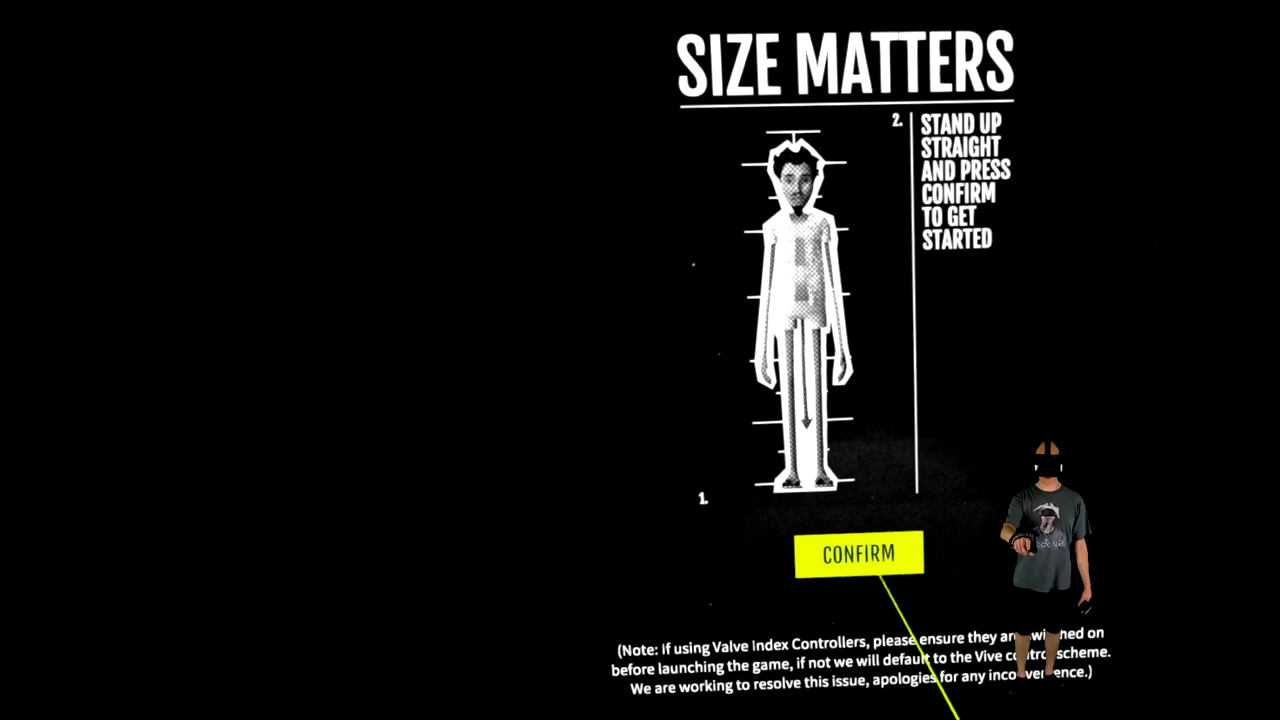 SIZE MATTERS
2.
STAND UP
STRAIGHT
AND PRESS
CONFIRM
TO GET
STARTED
1.
CONFIRM
(Note: if using Valve Index Controllers, please ensure they are switched on
before launching the game, if not we will default to the Vive control scheme.
We are working to resolve this issue, apologies for any inconvenience.)